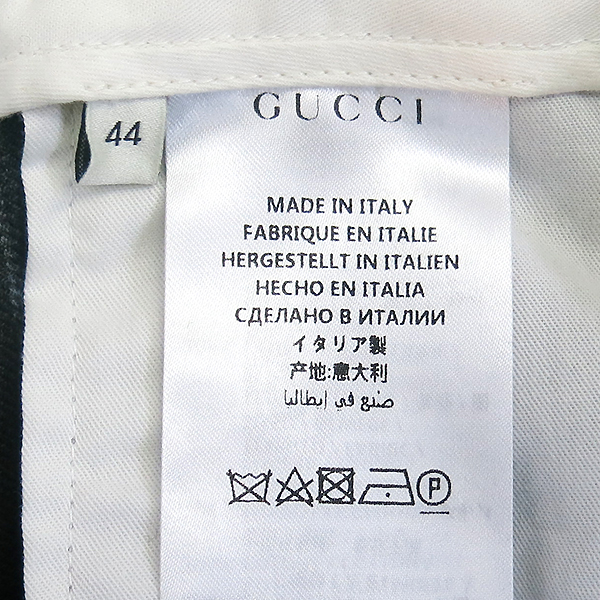 GUCCI
44
MADE IN ITALY
FABRIQUE EN ITALIE
HERGESTELLT IN ITALIEN
HECHO EN ITALIA
СДЕЛАНО В ИТАЛИИ
イタリア製
产地:意大利
صنع في إيطاليا
P